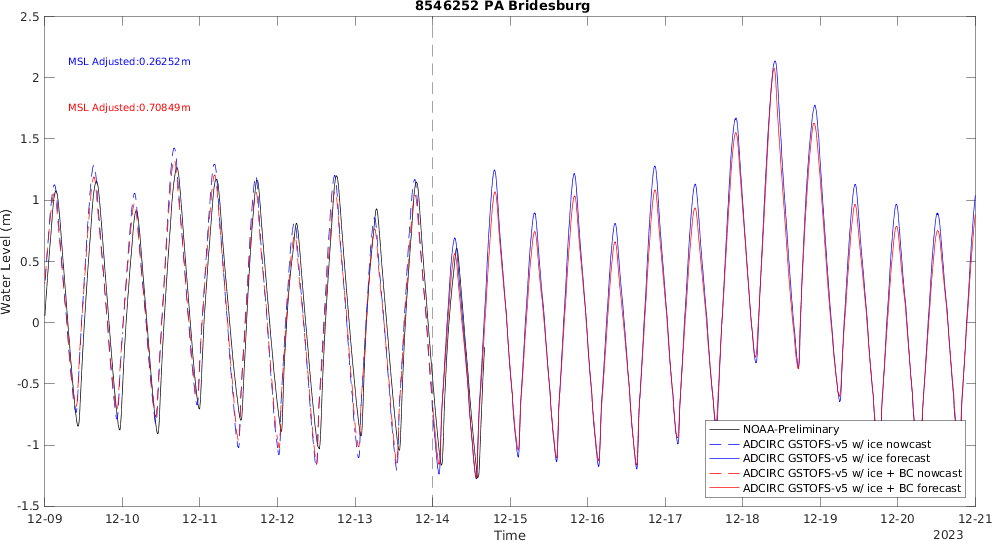 8546252 PA Bridesburg
MSL Adjusted:0.26252m
MSL Adjusted:0.70849m
Water Level (m)
2.5
2
1.5
1
0.5
0
-0.5
-1
-1.5
NOAA-Preliminary
ADCIRC GSTOFS-v5 w/ ice nowcast
ADCIRC GSTOFS-v5 w/ ice forecast
ADCIRC GSTOFS-v5 w/ ice + BC nowcast
ADCIRC GSTOFS-v5 w/ ice + BC forecast
12-09 12-10 12-11 12-12 12-13 12-14 12-15 12-16 12-17 12-18 12-19 12-20 12-21
Time
2023